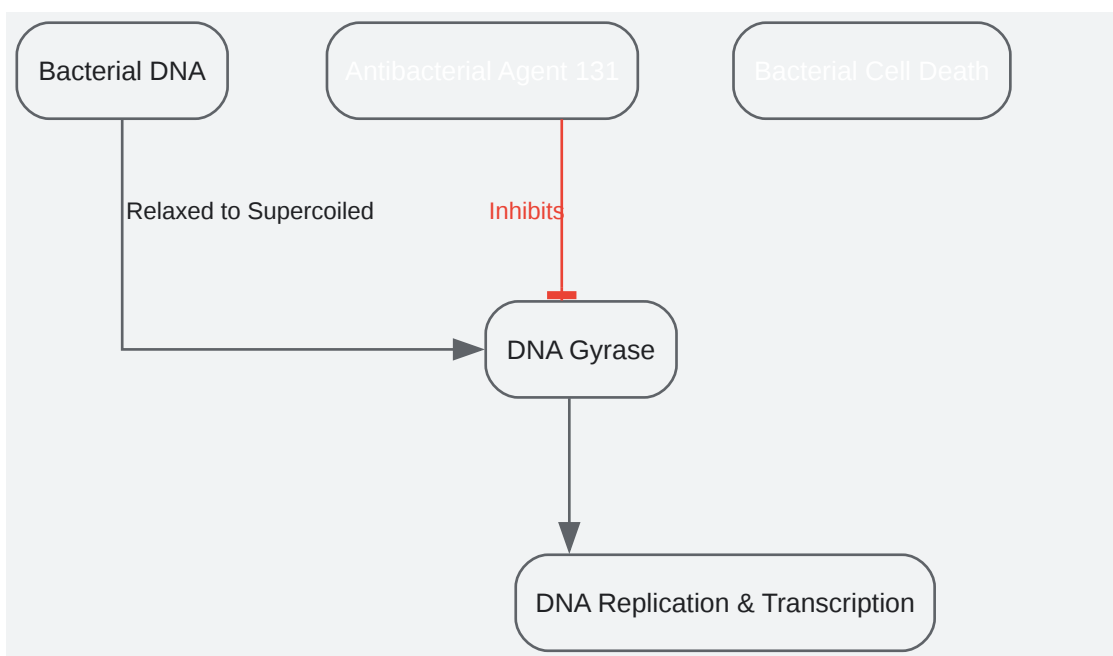 Bacterial DNA
Antibacterial Agent 131
Bacterial Cell Death
Relaxed to Supercoiled
Inhibits
DNA Gyrase
DNA Replication & Transcription